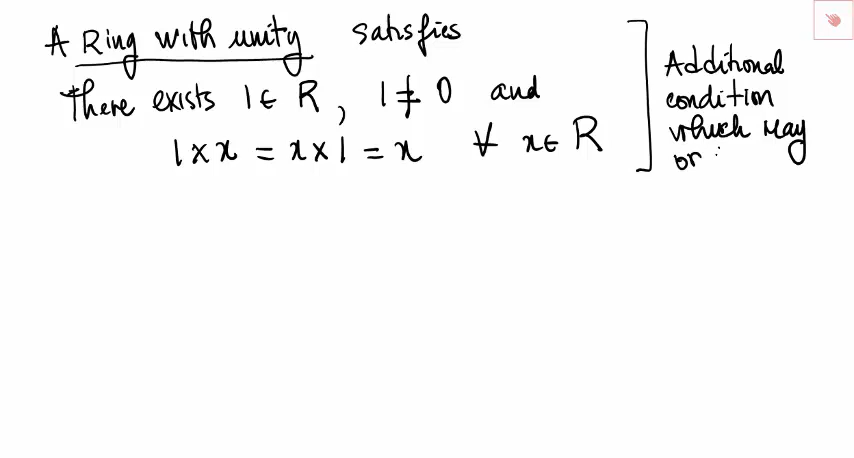 A Ring with unity satisfies
there exists 1 ∈ R, 1 ≠ 0 and
1 × x = x × 1 = x ∀ x ∈ R
Additional
condition
which may
or